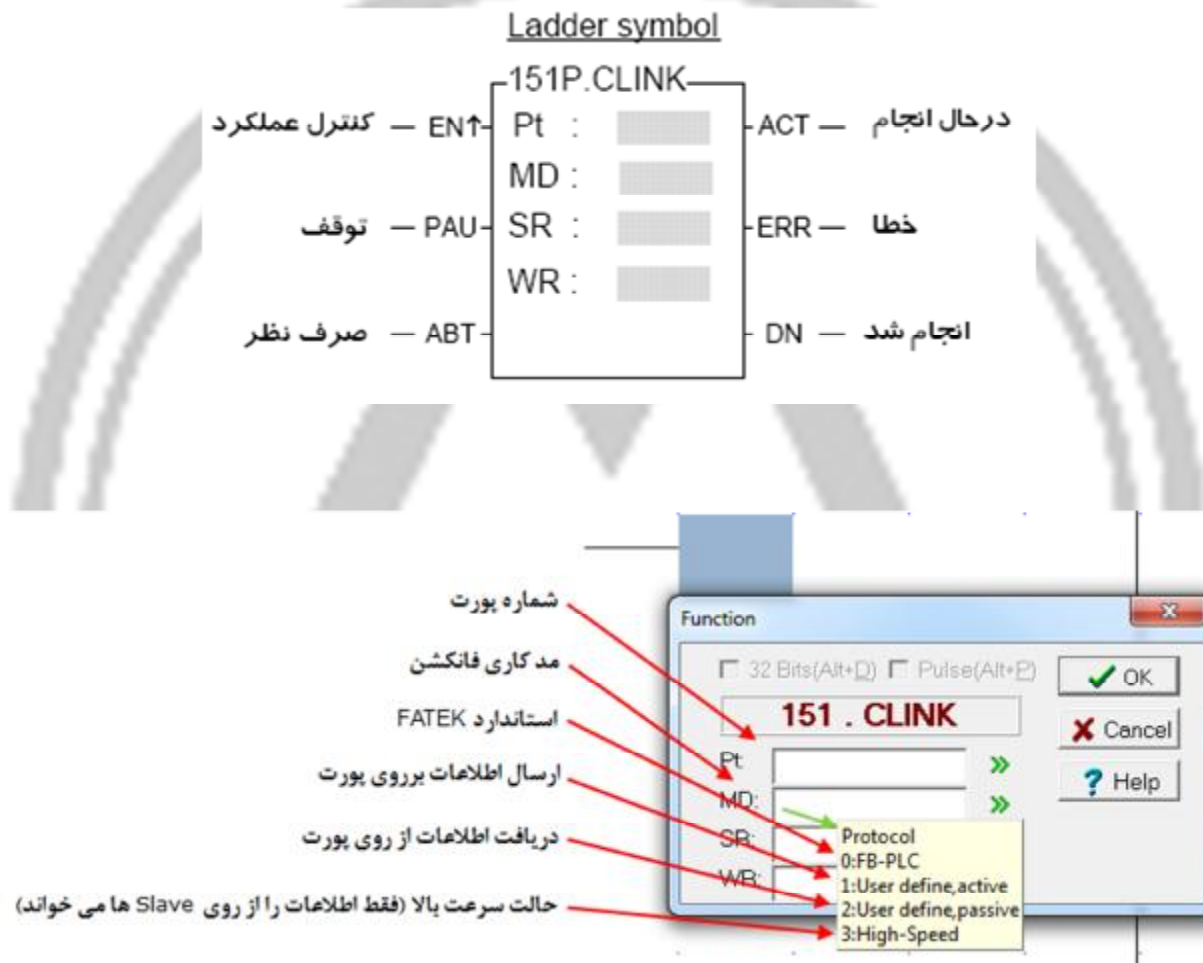 Ladder symbol
151P.CLINK
کنترل عملکرد — EN↑ Pt : ACT — درحال انجام
MD :
توقف — PAU SR : ERR — خطا
WR :
صرف نظر — ABT DN — انجام شد
شماره پورت
مد کاری فانکشن
استاندارد FATEK
ارسال اطلاعات برروی پورت
دریافت اطلاعات از روی پورت
حالت سرعت بالا (فقط اطلاعات را از روی Slave ها می خواند)
Function
32 Bits(Alt+D) Pulse(Alt+P)
OK
151 . CLINK
Cancel
Pt:
Help
MD:
SR:
WR:
Protocol
0:FB-PLC
1:User define,active
2:User define,passive
3:High-Speed